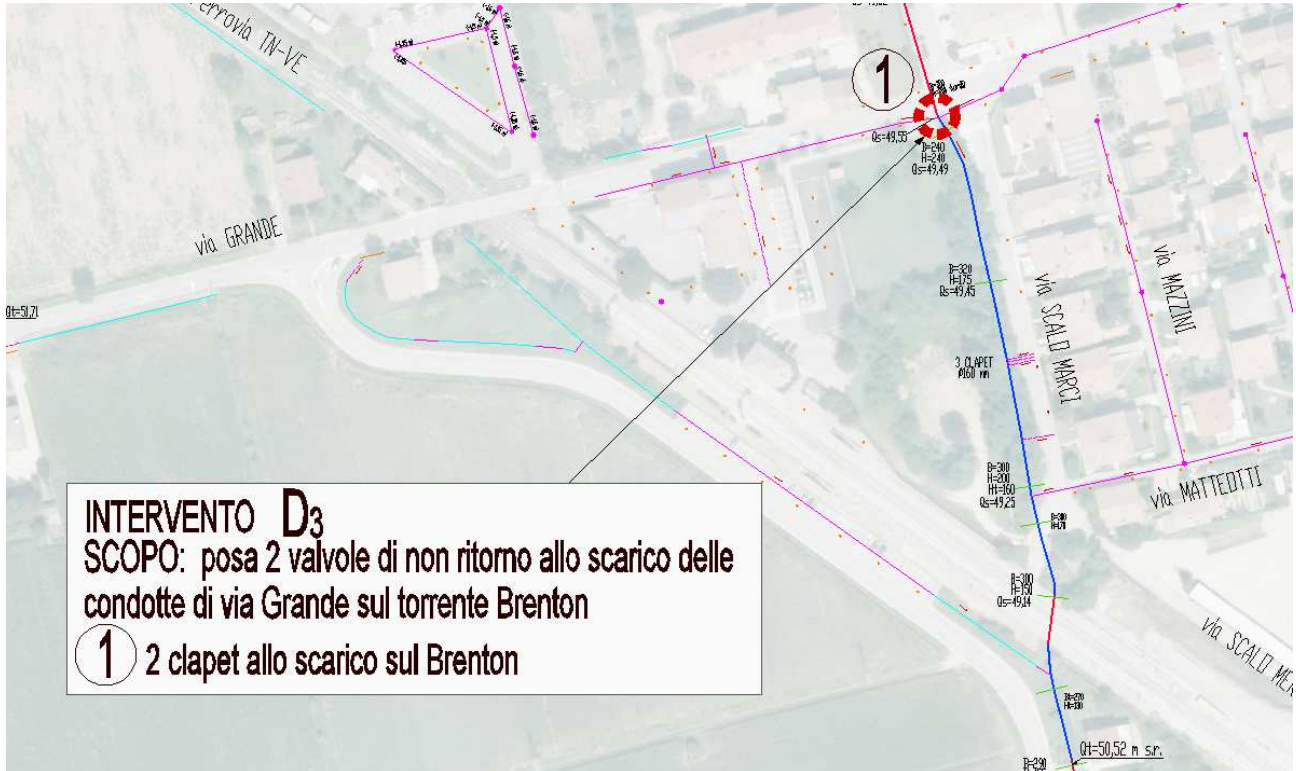 Ferrovia TN-VE
1
Qs=49,55
B=240
H=240
Qs=49,49
via GRANDE
Qt=51,71
B=320
H=175
Qs=49,45
via SCALO MARCI
via MAZZINI
3 CLAPET
Ø160 mm
B=300
H=200
Ht=160
Qs=49,25
via MATTEOTTI
B=300
H=150
Qs=49,14
via SCALO MER
Qt=50,52 m s.r.
B=290
INTERVENTO D3
SCOPO: posa 2 valvole di non ritorno allo scarico delle
condotte di via Grande sul torrente Brenton
1 2 clapet allo scarico sul Brenton